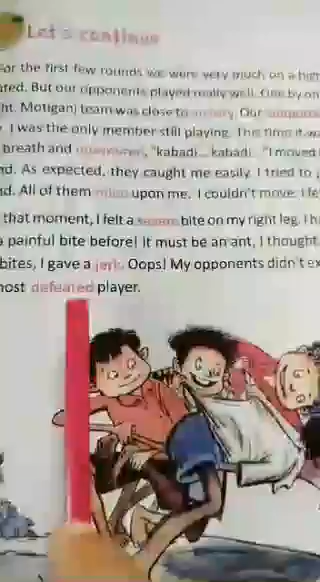 Let's continue
For the first few rounds we were very much on a high
ated. But our opponents played really well. One by on
ht. Motiganj team was close to victory. Our
I was the only member still playing. This time it wa
breath and "kabadi... kabadi "I moved
nd. As expected, they caught me easily. I tried to
nd. All of them upon me. I couldn't move. I fe
that moment, I felt a severe bite on my right leg. I h
a painful bite before! It must be an ant, I thought.
bites, I gave a jerk. Oops! My opponents didn't ex
most defeated player.